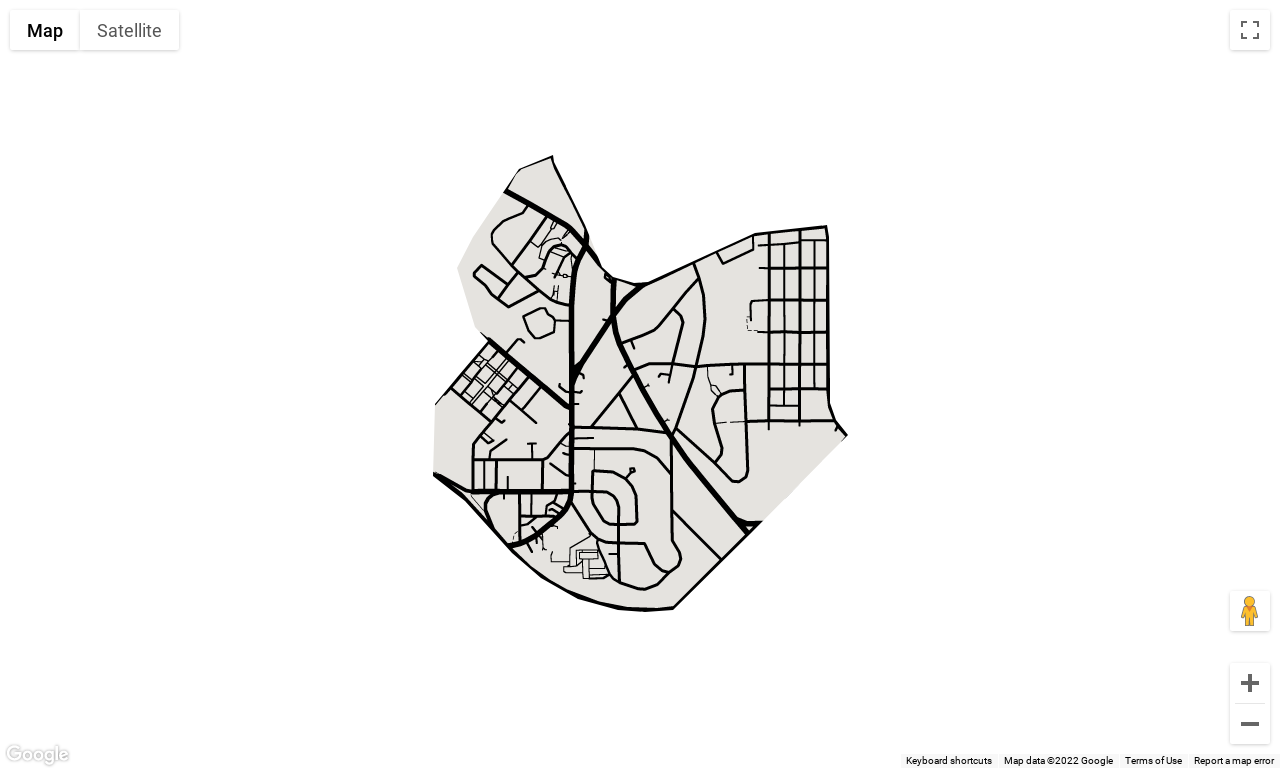 Map
Satellite
Google
Keyboard shortcuts
Map data ©2022 Google
Terms of Use
Report a map error